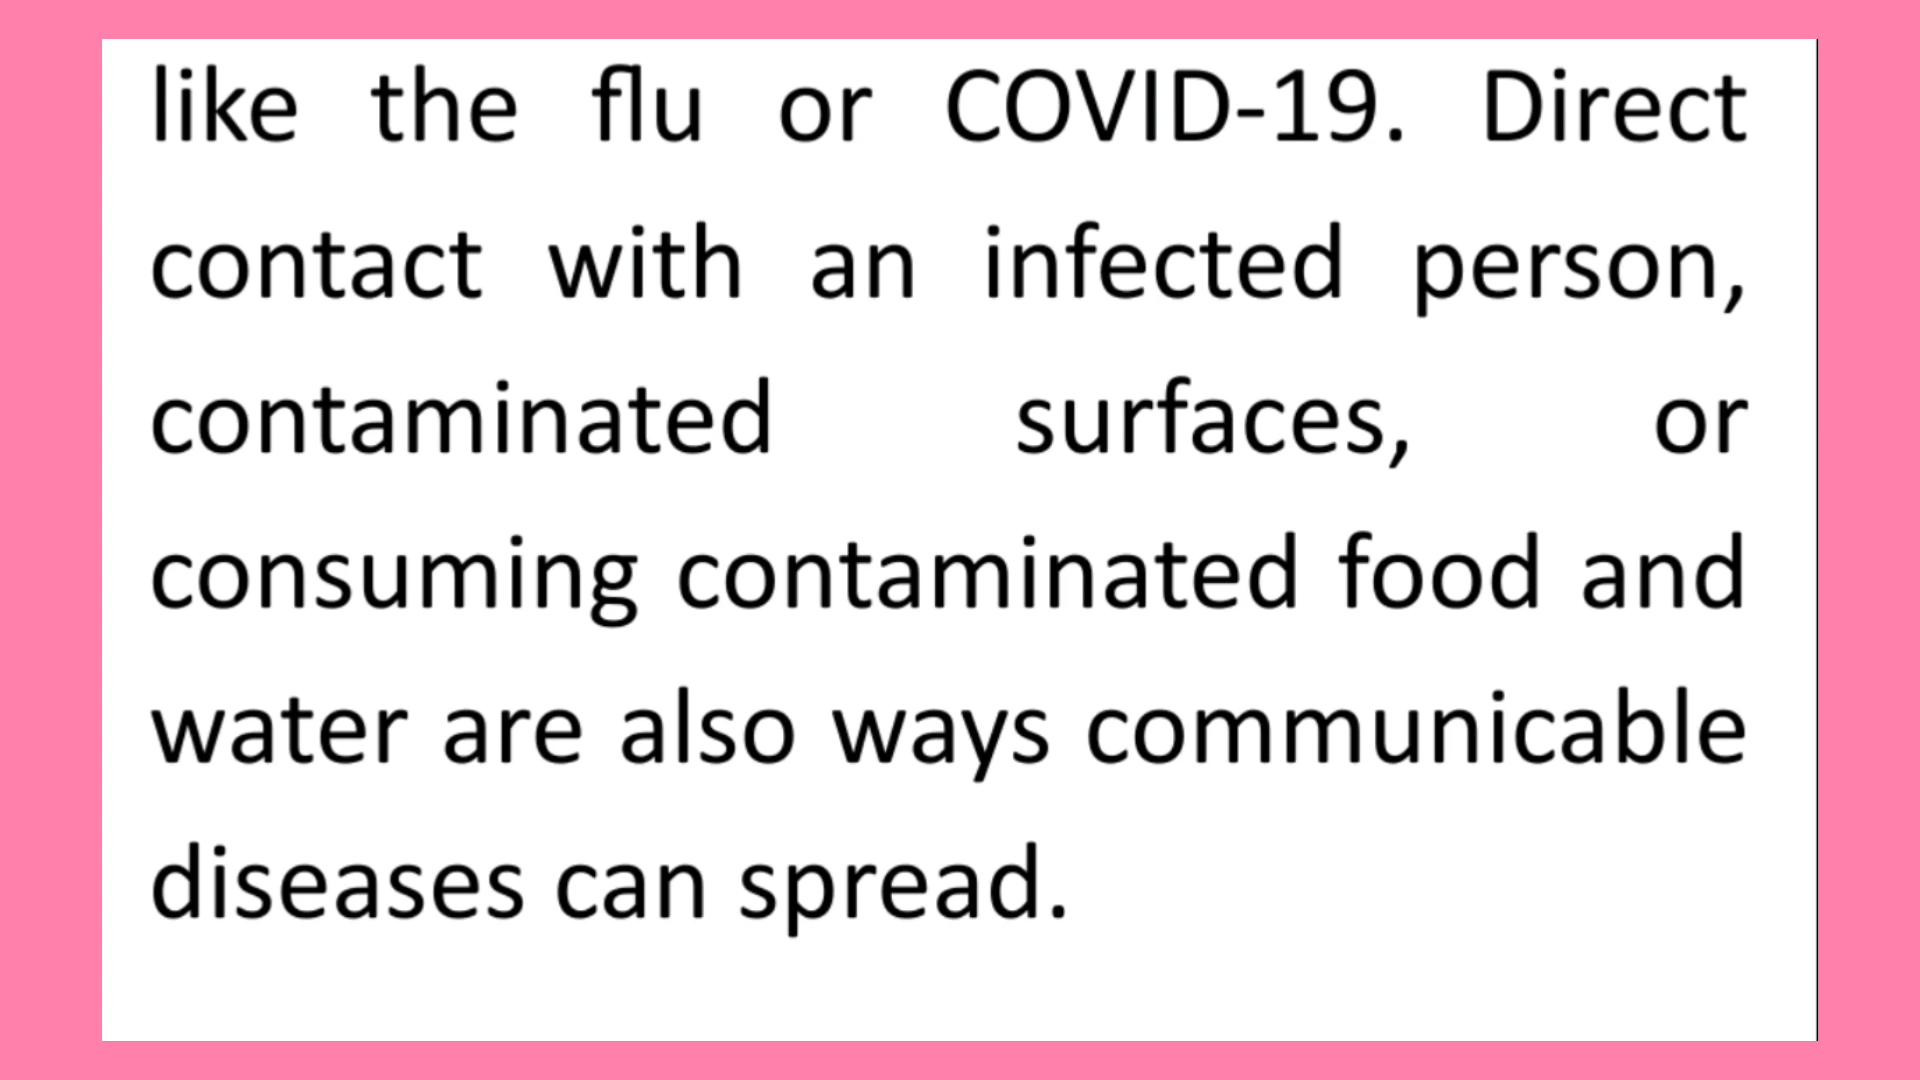 like the flu or COVID-19. Direct
contact with an infected person,
contaminated surfaces, or
consuming contaminated food and
water are also ways communicable
diseases can spread.